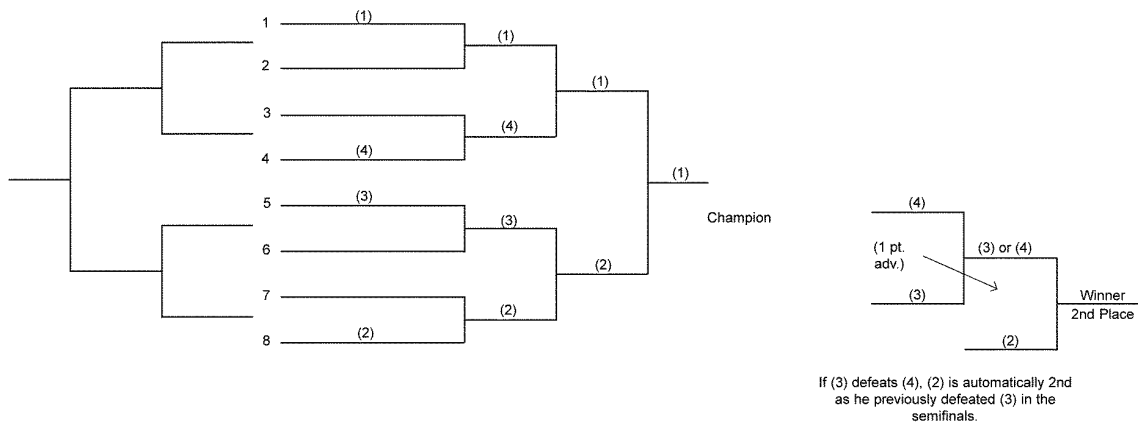 1
(1)
(1)
2
(1)
3
(4)
4
(4)
(1)
5
(3)
(3)
6
(2)
7
(2)
8
(2)
Champion
(4)
(1 pt.
adv.)
(3) or (4)
(3)
Winner
2nd Place
(2)
If (3) defeats (4), (2) is automatically 2nd
as he previously defeated (3) in the
semifinals.